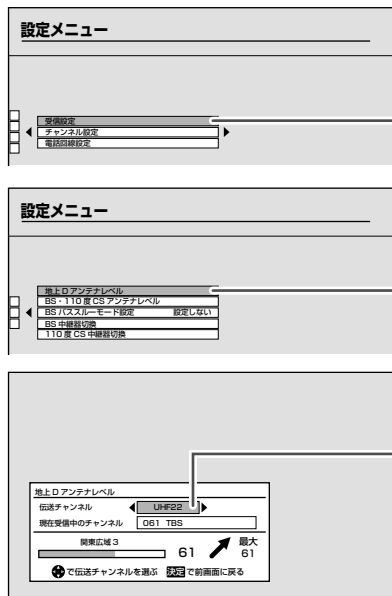 設定メニュー
受信設定
チャンネル設定
電話回線設定
設定メニュー
地上Dアンテナレベル
BS・110度CSアンテナレベル
BSパススルーモード設定 設定しない
BS中継器切換
110度CS中継器切換
地上Dアンテナレベル
伝送チャンネル UHF22
現在受信中のチャンネル 061 TBS
関東広域3 最大
61 61
で伝送チャンネルを選ぶ 決定で前画面に戻る